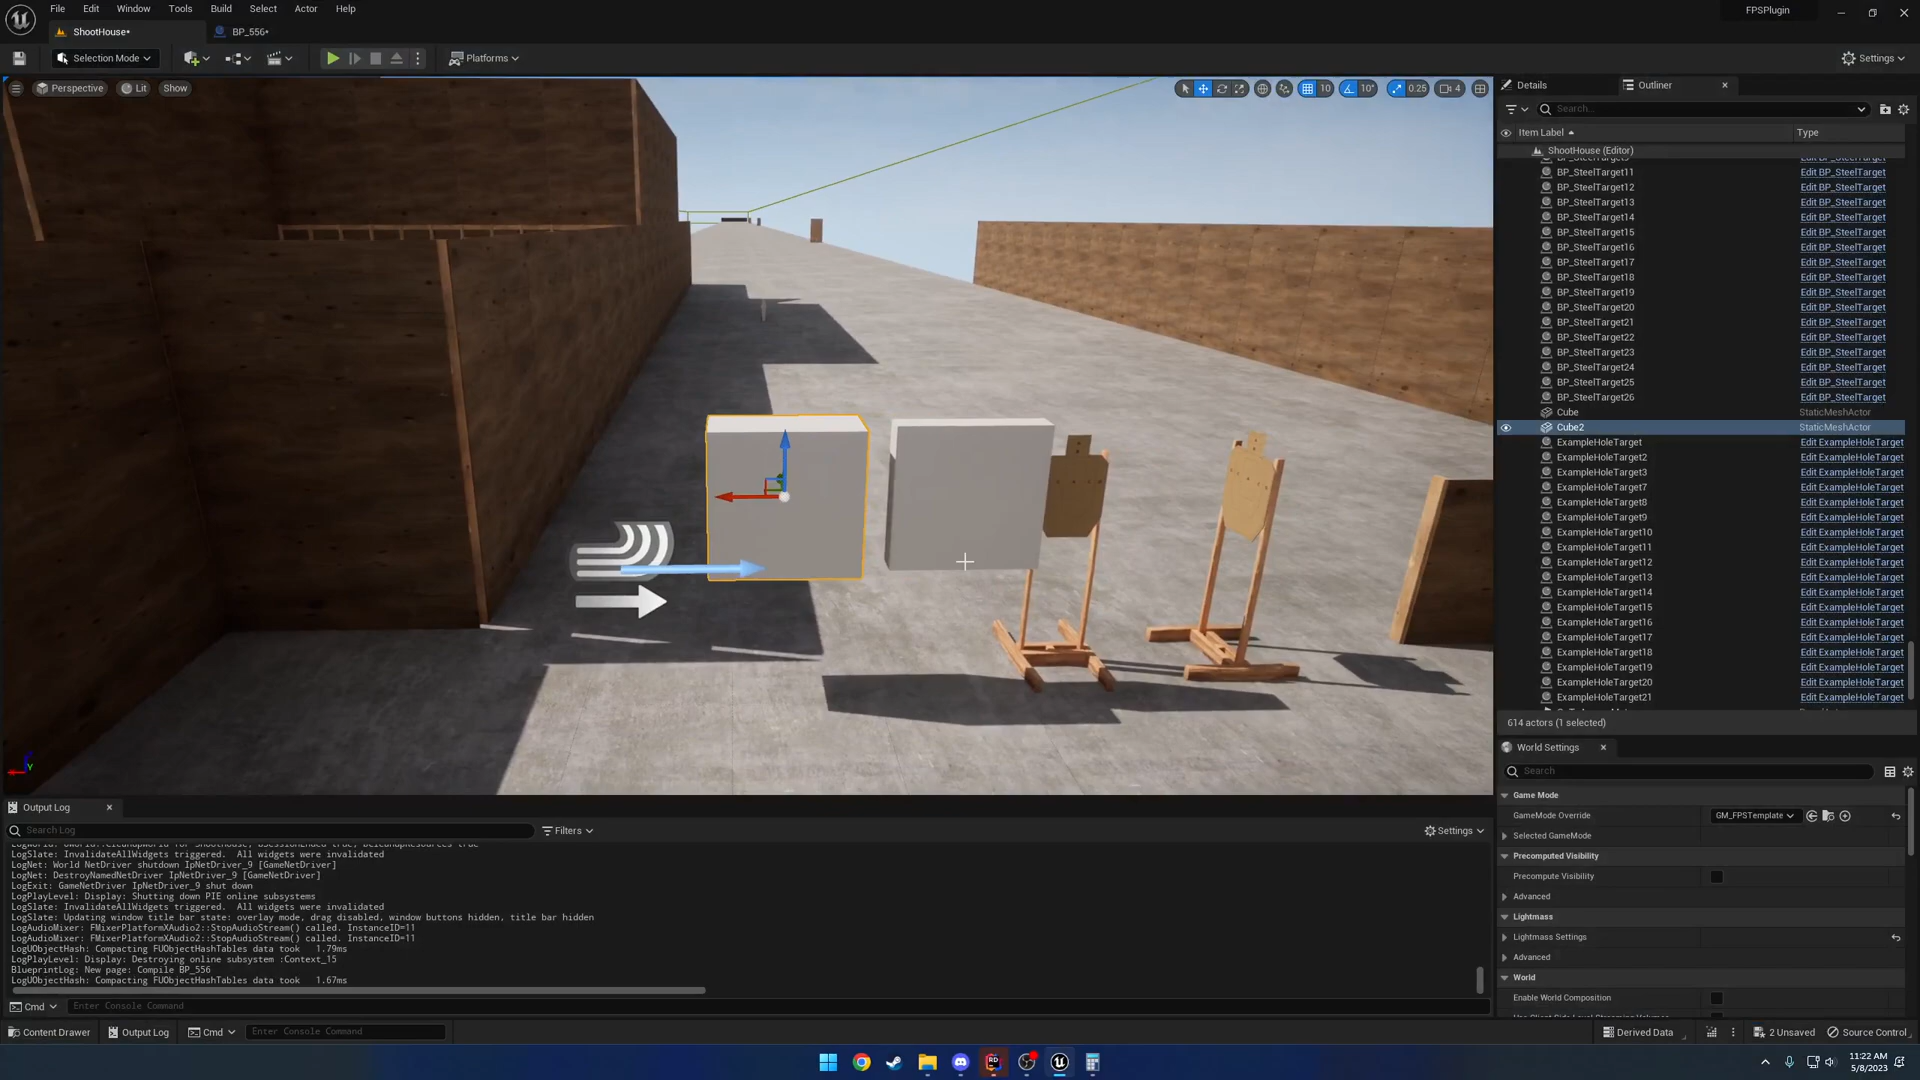 File Edit Window Tools Build Select Actor Help
FPSPlugin
ShootHouse*
BP_556*
Selection Mode
Platforms
Settings
Perspective
Lit
Show
10
10°
0.25
4
Details
Outliner
Search...
Item Label
Type
ShootHouse (Editor)
BP_SteelTarget11 Edit BP_SteelTarget
BP_SteelTarget12 Edit BP_SteelTarget
BP_SteelTarget13 Edit BP_SteelTarget
BP_SteelTarget14 Edit BP_SteelTarget
BP_SteelTarget15 Edit BP_SteelTarget
BP_SteelTarget16 Edit BP_SteelTarget
BP_SteelTarget17 Edit BP_SteelTarget
BP_SteelTarget18 Edit BP_SteelTarget
BP_SteelTarget19 Edit BP_SteelTarget
BP_SteelTarget20 Edit BP_SteelTarget
BP_SteelTarget21 Edit BP_SteelTarget
BP_SteelTarget22 Edit BP_SteelTarget
BP_SteelTarget23 Edit BP_SteelTarget
BP_SteelTarget24 Edit BP_SteelTarget
BP_SteelTarget25 Edit BP_SteelTarget
BP_SteelTarget26 Edit BP_SteelTarget
Cube StaticMeshActor
Cube2 StaticMeshActor
ExampleHoleTarget Edit ExampleHoleTarget
ExampleHoleTarget2 Edit ExampleHoleTarget
ExampleHoleTarget3 Edit ExampleHoleTarget
ExampleHoleTarget7 Edit ExampleHoleTarget
ExampleHoleTarget8 Edit ExampleHoleTarget
ExampleHoleTarget9 Edit ExampleHoleTarget
ExampleHoleTarget10 Edit ExampleHoleTarget
ExampleHoleTarget11 Edit ExampleHoleTarget
ExampleHoleTarget12 Edit ExampleHoleTarget
ExampleHoleTarget13 Edit ExampleHoleTarget
ExampleHoleTarget14 Edit ExampleHoleTarget
ExampleHoleTarget15 Edit ExampleHoleTarget
ExampleHoleTarget16 Edit ExampleHoleTarget
ExampleHoleTarget17 Edit ExampleHoleTarget
ExampleHoleTarget18 Edit ExampleHoleTarget
ExampleHoleTarget19 Edit ExampleHoleTarget
ExampleHoleTarget20 Edit ExampleHoleTarget
ExampleHoleTarget21 Edit ExampleHoleTarget
614 actors (1 selected)
World Settings
Search
Game Mode
GameMode Override GM_FPSTemplate
Selected GameMode
Precomputed Visibility
Precompute Visibility
Advanced
Lightmass
Lightmass Settings
Advanced
World
Enable World Composition
Output Log
Search Log
Filters
Settings
LogSlate: InvalidateAllWidgets triggered. All widgets were invalidated
LogNet: World NetDriver shutdown IpNetDriver_9 [GameNetDriver]
LogNet: DestroyNamedNetDriver IpNetDriver_9 [GameNetDriver]
LogExit: GameNetDriver IpNetDriver_9 shut down
LogPlayLevel: Display: Shutting down PIE online subsystems
LogSlate: InvalidateAllWidgets triggered. All widgets were invalidated
LogSlate: Updating window title bar state: overlay mode, drag disabled, window buttons hidden, title bar hidden
LogAudioMixer: FMixerPlatformXAudio2::StopAudioStream() called. InstanceID=11
LogAudioMixer: FMixerPlatformXAudio2::StopAudioStream() called. InstanceID=11
LogUObjectHash: Compacting FUObjectHashTables data took 1.79ms
LogPlayLevel: Display: Destroying online subsystem :Context_15
BlueprintLog: New page: Compile BP_556
LogUObjectHash: Compacting FUObjectHashTables data took 1.67ms
Cmd Enter Console Command
Content Drawer
Output Log
Cmd
Enter Console Command
Derived Data
2 Unsaved
Source Control
11:22 AM
5/8/2023